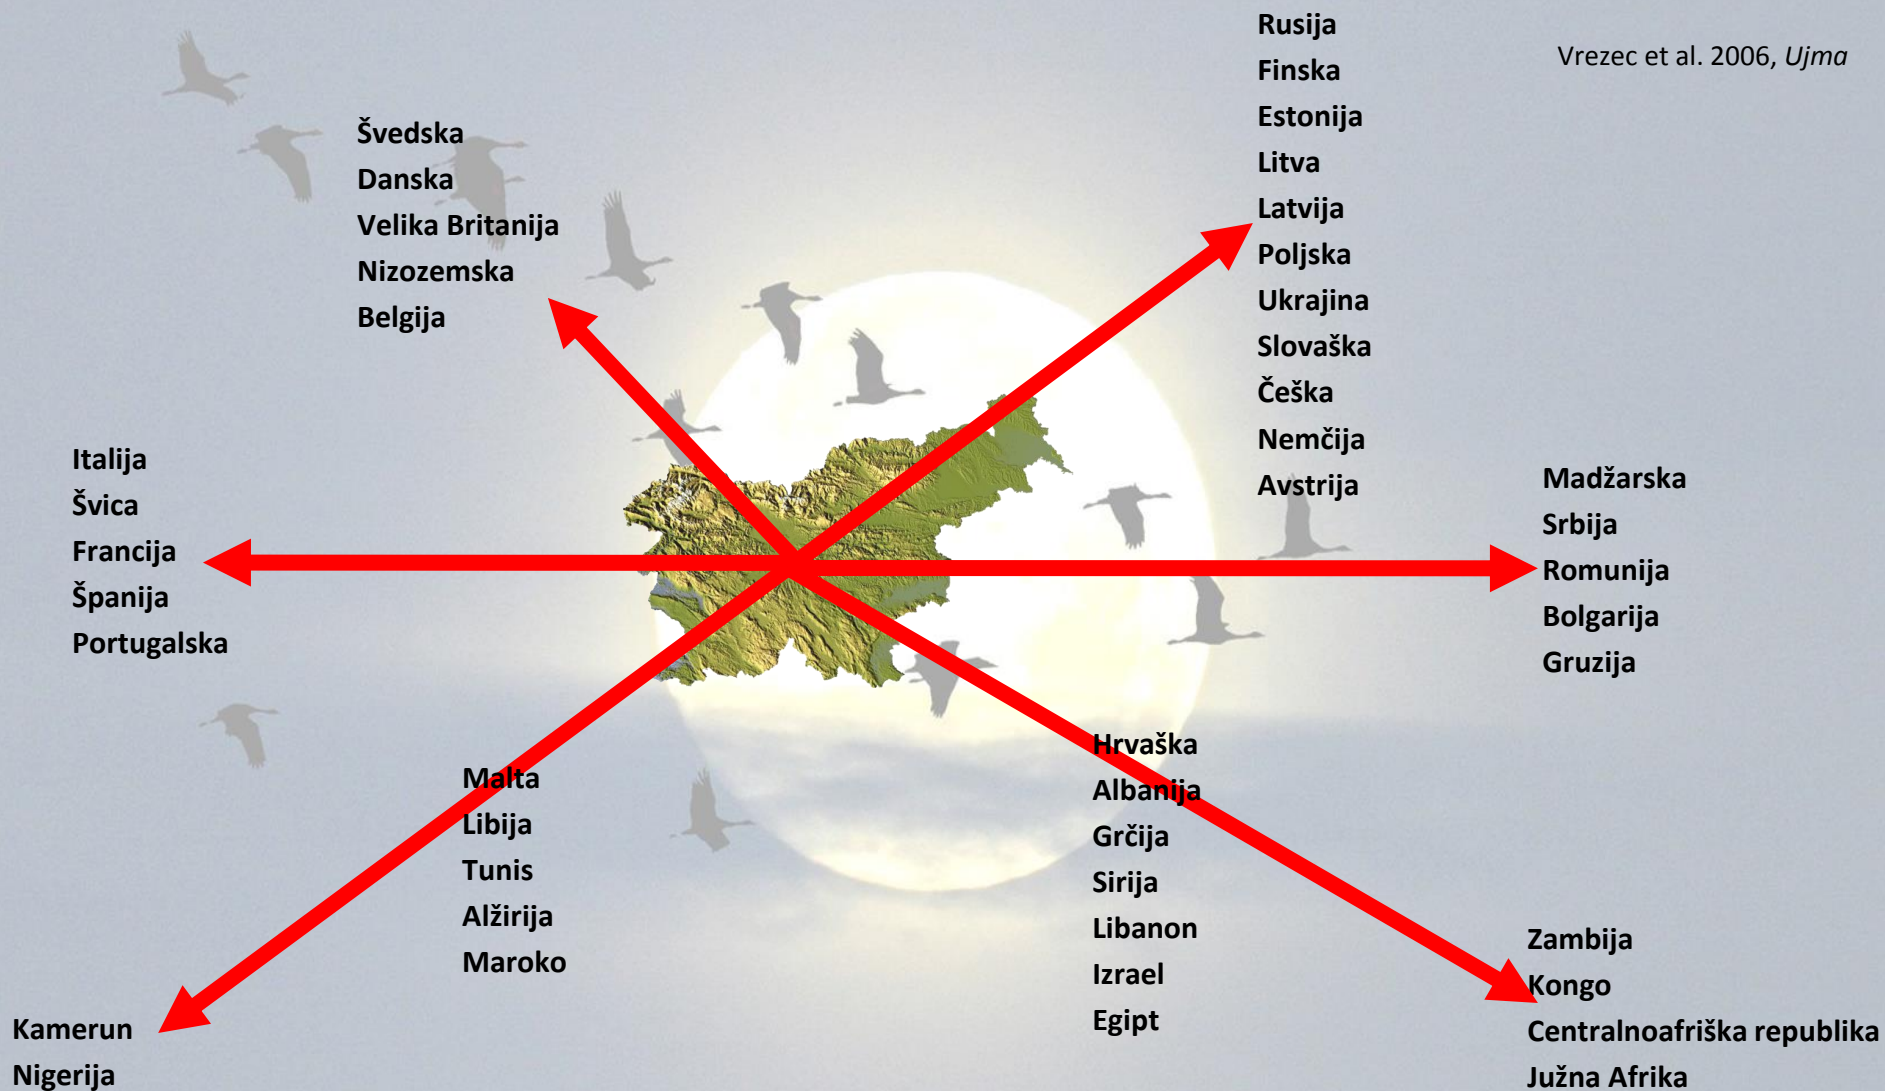 Vrezec et al. 2006, Ujma
Rusija
Finska
Estonija
Litva
Latvija
Poljska
Ukrajina
Slovaška
Češka
Nemčija
Avstrija
Švedska
Danska
Velika Britanija
Nizozemska
Belgija
Italija
Švica
Francija
Španija
Portugalska
Madžarska
Srbija
Romunija
Bolgarija
Gruzija
Malta
Libija
Tunis
Alžirija
Maroko
Hrvaška
Albanija
Grčija
Sirija
Libanon
Izrael
Egipt
Kamerun
Nigerija
Zambija
Kongo
Centralnoafriška republika
Južna Afrika